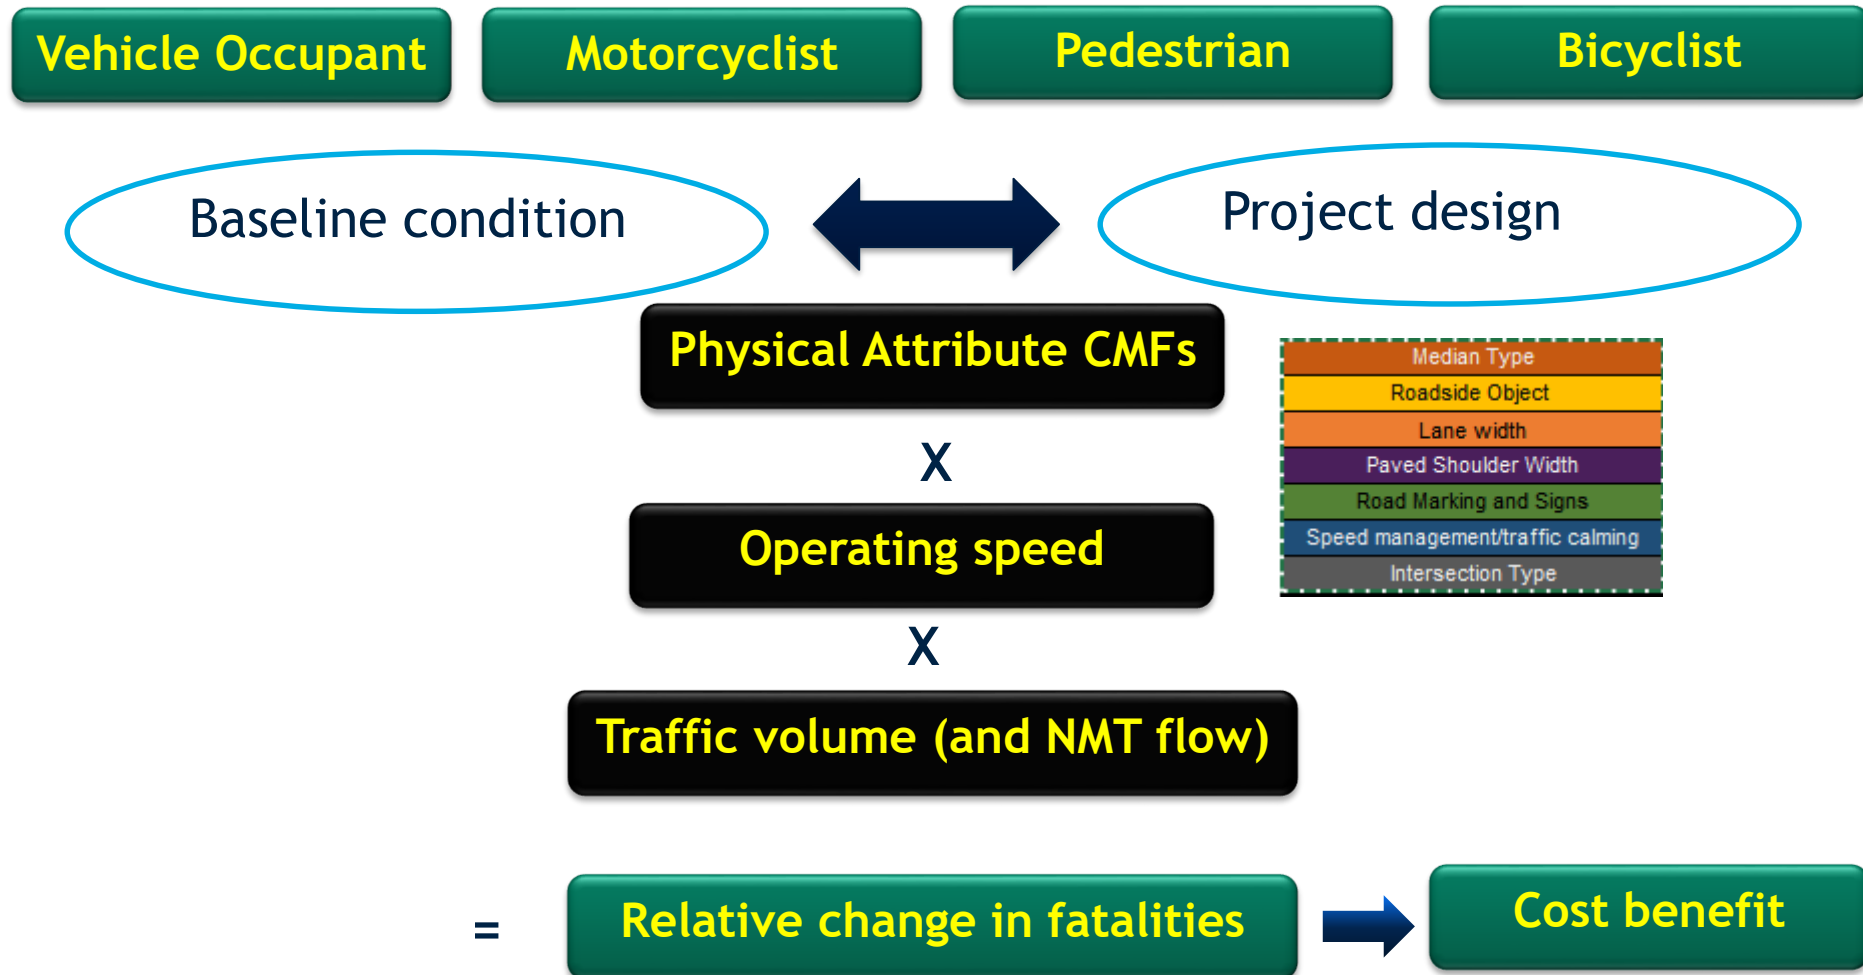 Vehicle Occupant
Motorcyclist
Pedestrian
Bicyclist
Baseline condition
Project design
Physical Attribute CMFs
Median Type
Roadside Object
Lane width
Paved Shoulder Width
Road Marking and Signs
Speed management/traffic calming
Intersection Type
X
Operating speed
X
Traffic volume (and NMT flow)
=
Relative change in fatalities
Cost benefit